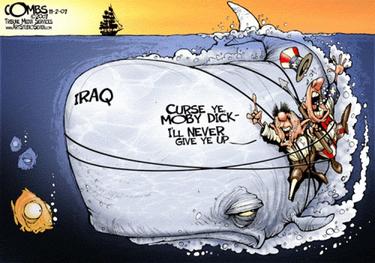 COMBS
©2007
11-2-07
TRIBUNE MEDIA SERVICES
IRAQ
CURSE YE
MOBY DICK-
I'LL NEVER
GIVE YE UP